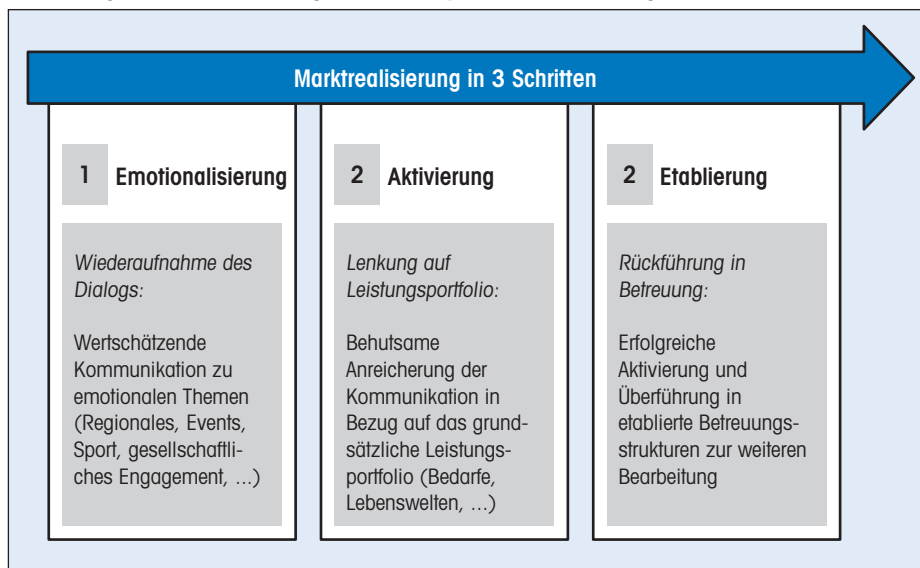 Marktrealisierung in 3 Schritten
1 Emotionalisierung
Wiederaufnahme des
Dialogs:
Wertschätzende
Kommunikation zu
emotionalen Themen
(Regionales, Events,
Sport, gesellschaftli-
ches Engagement, ...)
2 Aktivierung
Lenkung auf
Leistungsportfolio:
Behutsame
Anreicherung der
Kommunikation in
Bezug auf das grund-
sätzliche Leistungs-
portfolio (Bedarfe,
Lebenswelten, ...)
2 Etablierung
Rückführung in
Betreuung:
Erfolgreiche
Aktivierung und
Überführung in
etablierte Betreuungs-
strukturen zur weiteren
Bearbeitung